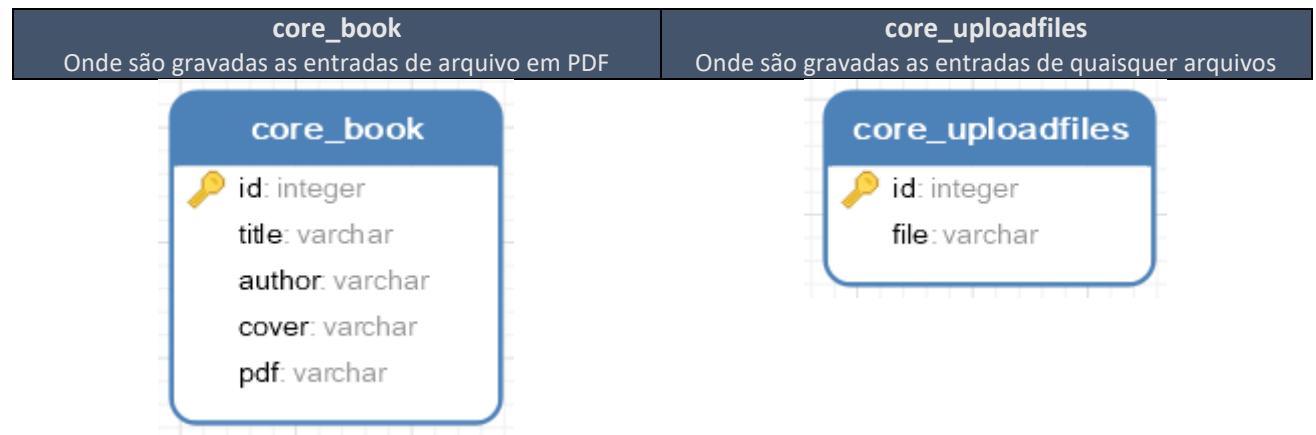 core_book
Onde são gravadas as entradas de arquivo em PDF
core_uploadfiles
Onde são gravadas as entradas de quaisquer arquivos
core_book
id: integer
title: varchar
author: varchar
cover: varchar
pdf: varchar
core_uploadfiles
id: integer
file: varchar